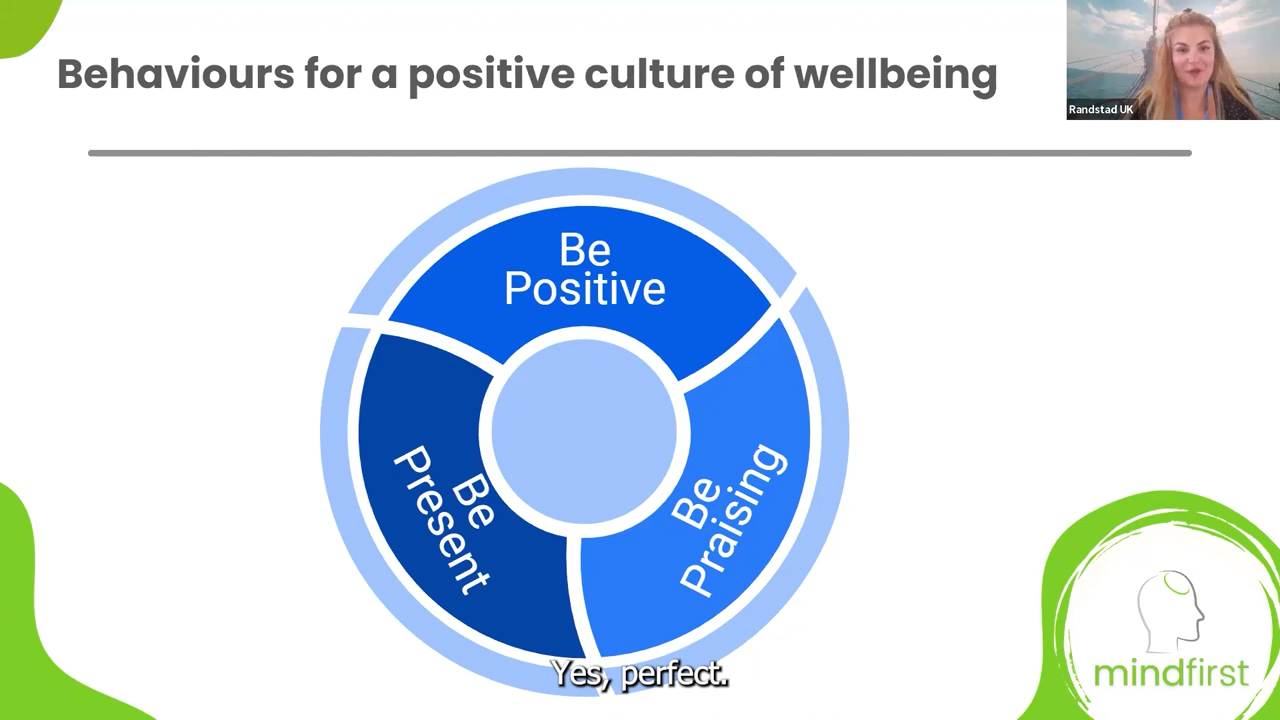 Behaviours for a positive culture of wellbeing
Randstad UK
Be
Positive
Be
Present
Be
Praising
Yes, perfect.
mindfirst